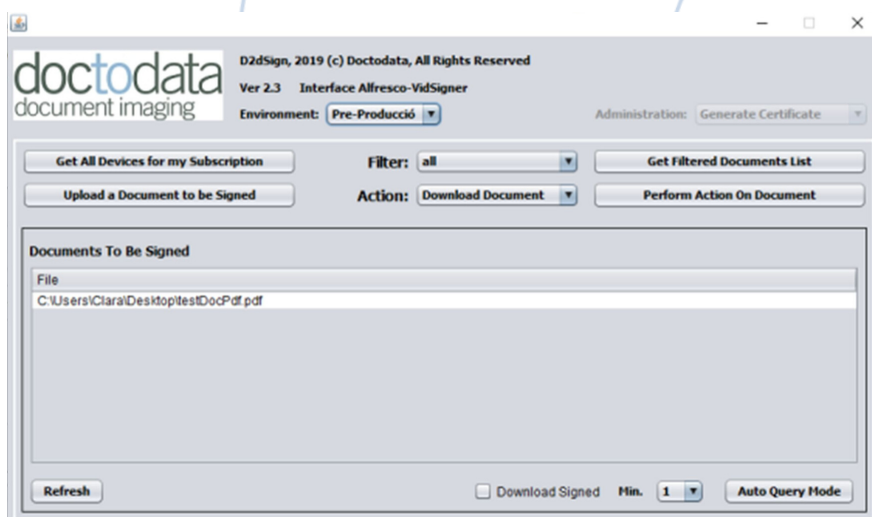 doctodata
document imaging
D2dSign, 2019 (c) Doctodata, All Rights Reserved
Ver 2.3 Interface Alfresco-VidSigner
Environment: Pre-Producció
Administration: Generate Certificate
Get All Devices for my Subscription
Filter: all
Get Filtered Documents List
Upload a Document to be Signed
Action: Download Document
Perform Action On Document
Documents To Be Signed
File
C:\Users\Clara\Desktop\testDocPdf.pdf
Refresh
Download Signed Min. 1
Auto Query Mode